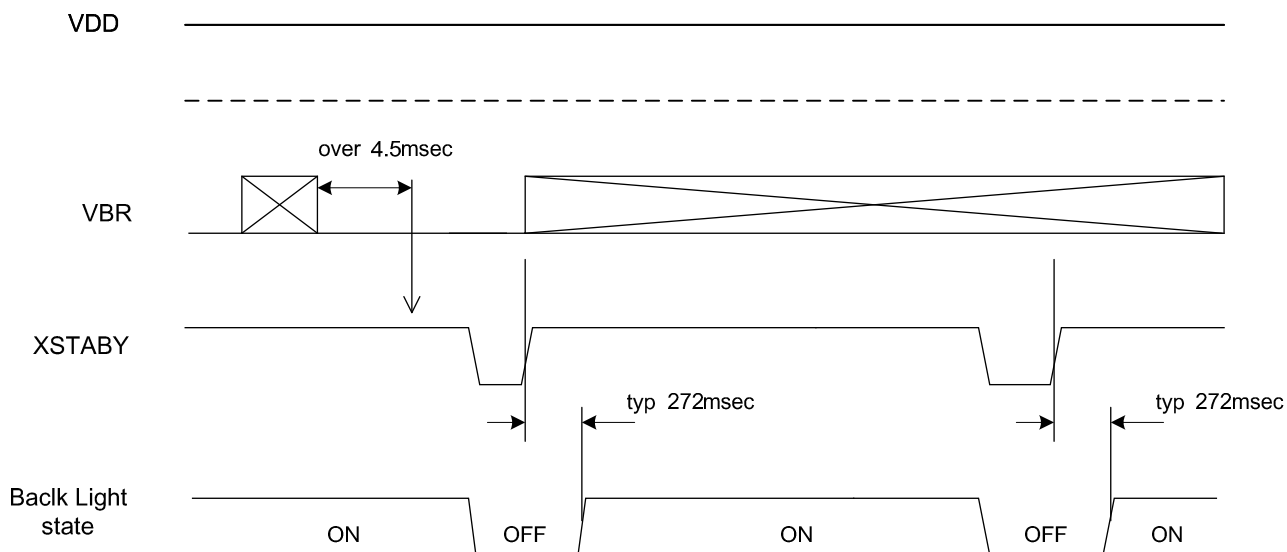 VDD
over 4.5msec
VBR
XSTABY
typ 272msec
typ 272msec
Baclk Light
state
ON
OFF
ON
OFF
ON